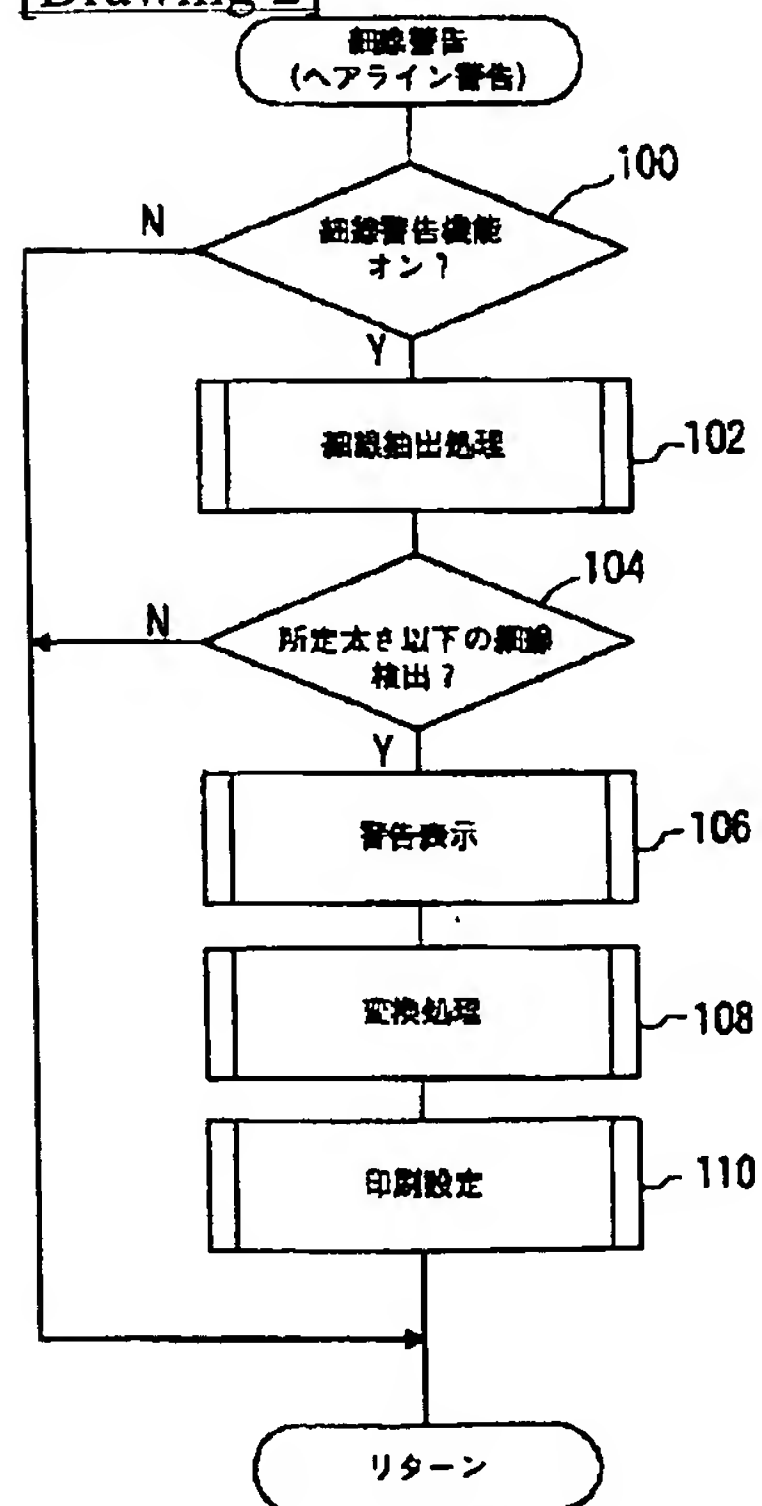 [Drawing 2]
細線警告
(ヘアライン警告)
100
N
細線警告機能
オン？
Y
細線抽出処理
102
104
N
所定太さ以下の細線
検出？
Y
警告表示
106
変換処理
108
印刷設定
110
リターン